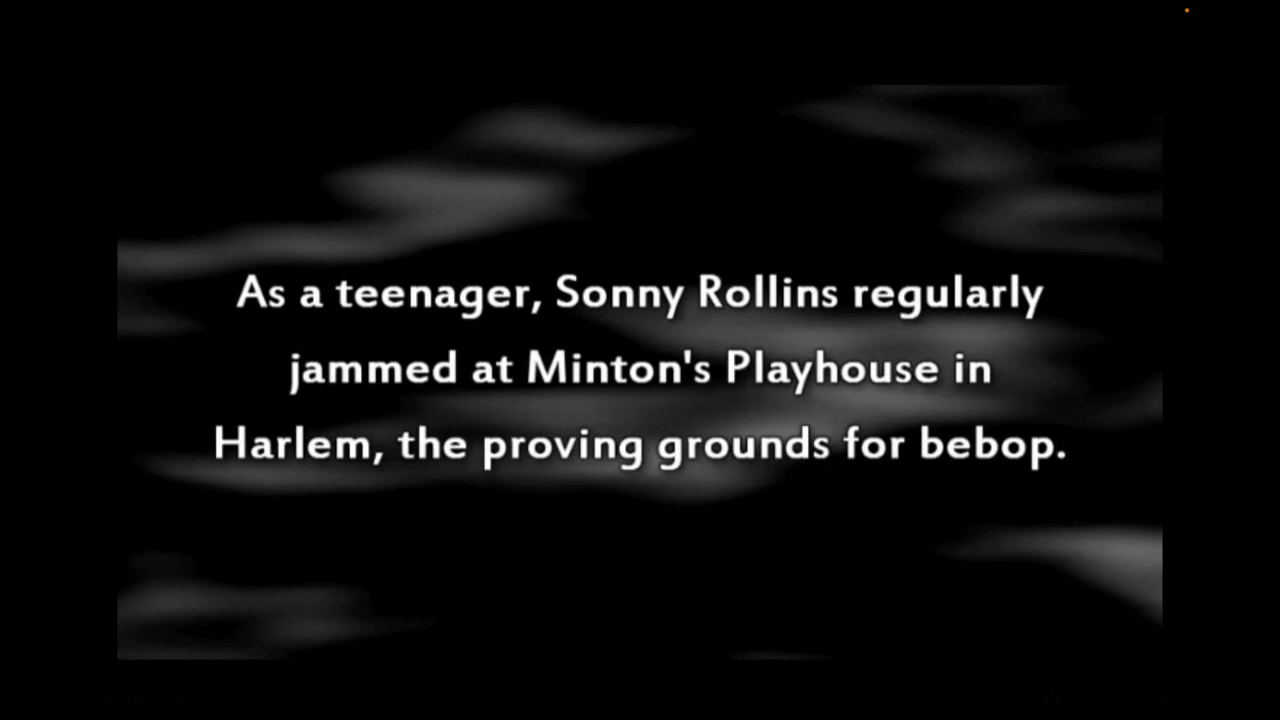 As a teenager, Sonny Rollins regularly
jammed at Minton's Playhouse in
Harlem, the proving grounds for bebop.